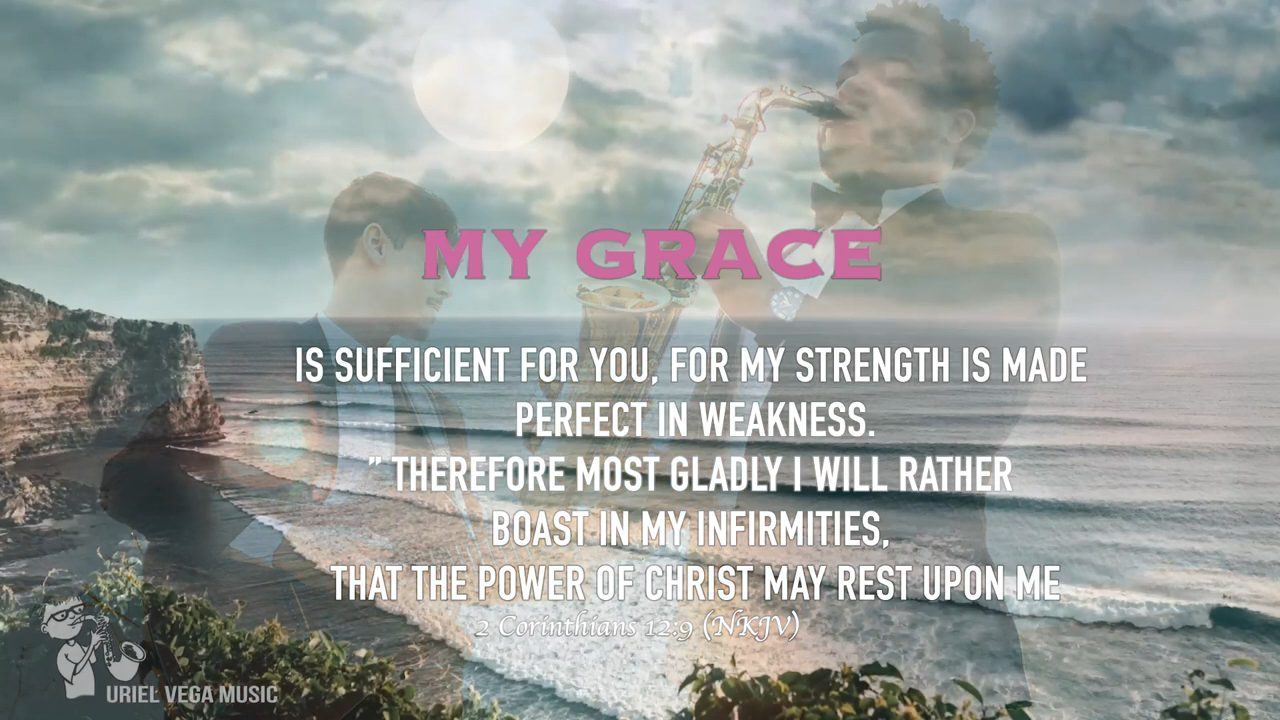 MY GRACE
IS SUFFICIENT FOR YOU, FOR MY STRENGTH IS MADE
PERFECT IN WEAKNESS.
” THEREFORE MOST GLADLY I WILL RATHER
BOAST IN MY INFIRMITIES,
THAT THE POWER OF CHRIST MAY REST UPON ME
2 Corinthians 12:9 (NKJV)
URIEL VEGA MUSIC